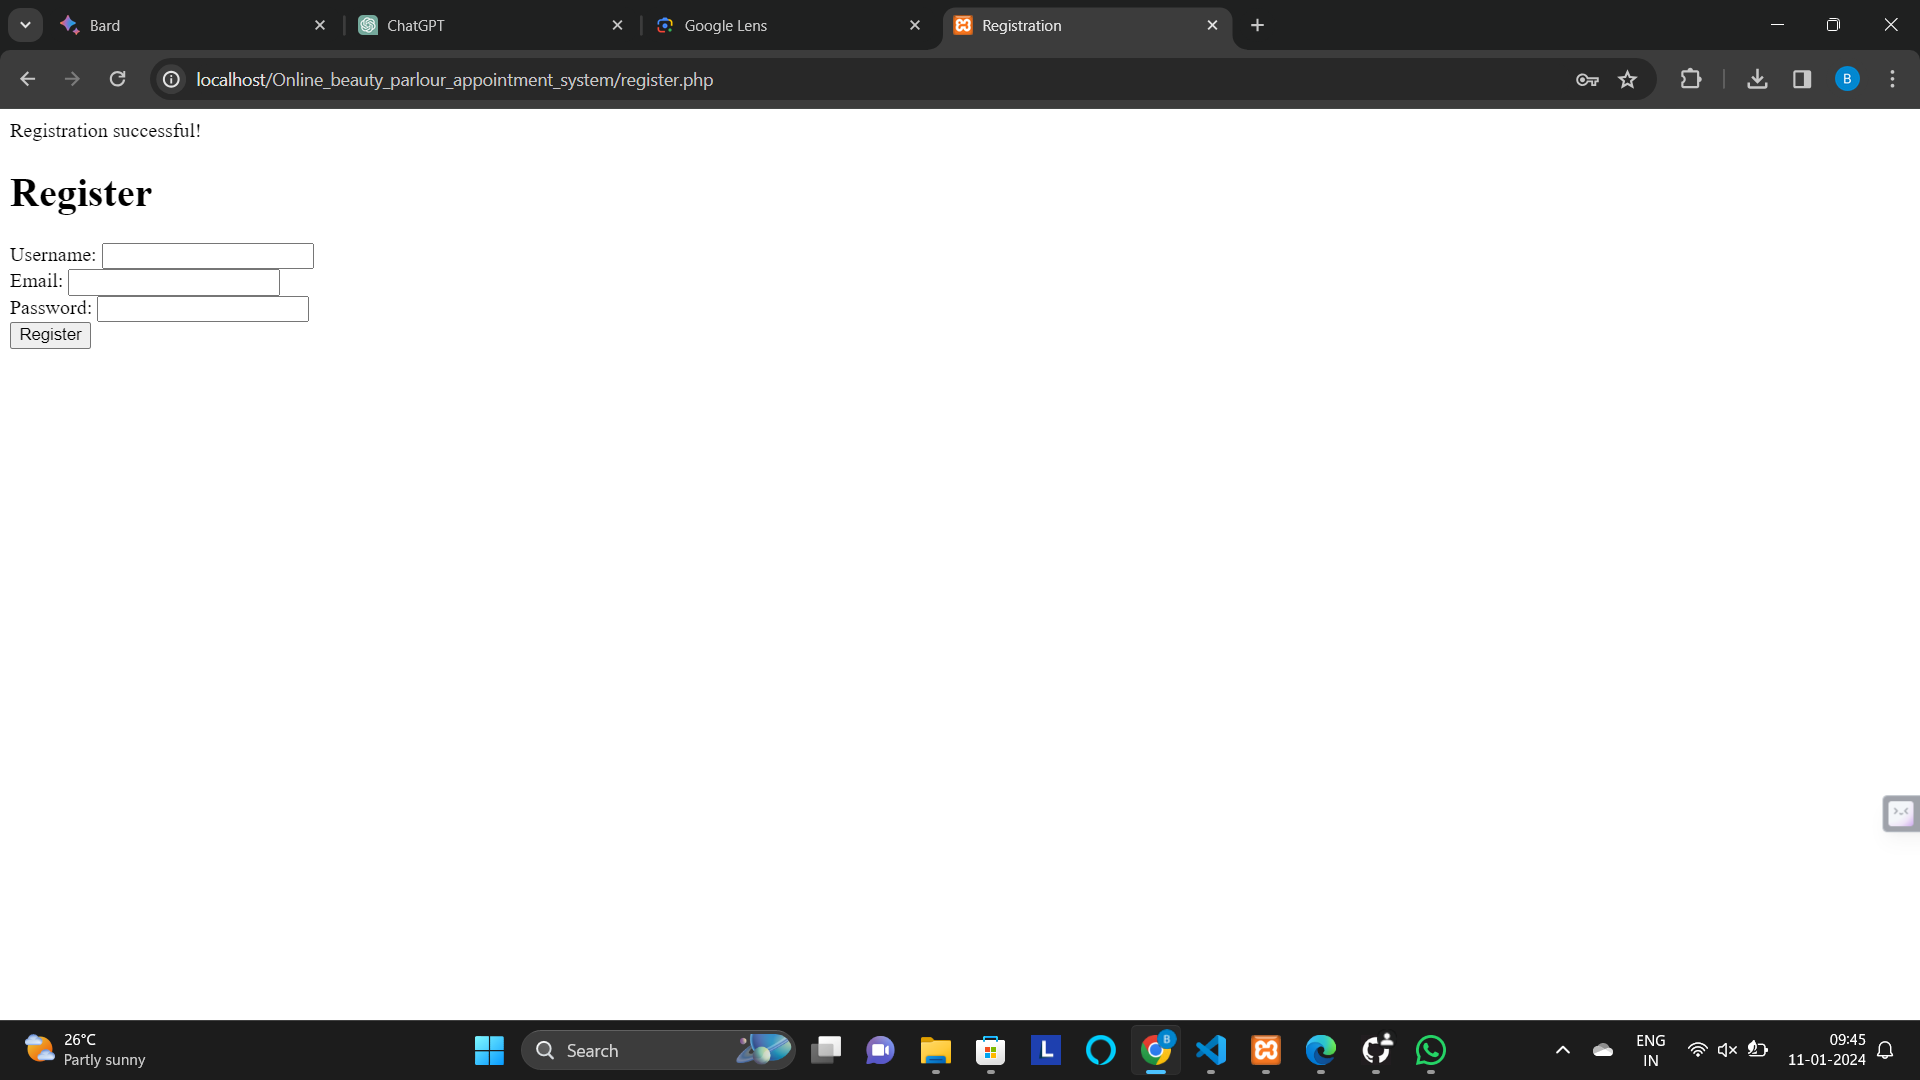 Bard
ChatGPT
Google Lens
Registration
localhost/Online_beauty_parlour_appointment_system/register.php
B
Registration successful!
Register
Username:
Email:
Password:
Register
26°C
Partly sunny
Search
L
B
ENG
IN
09:45
11-01-2024